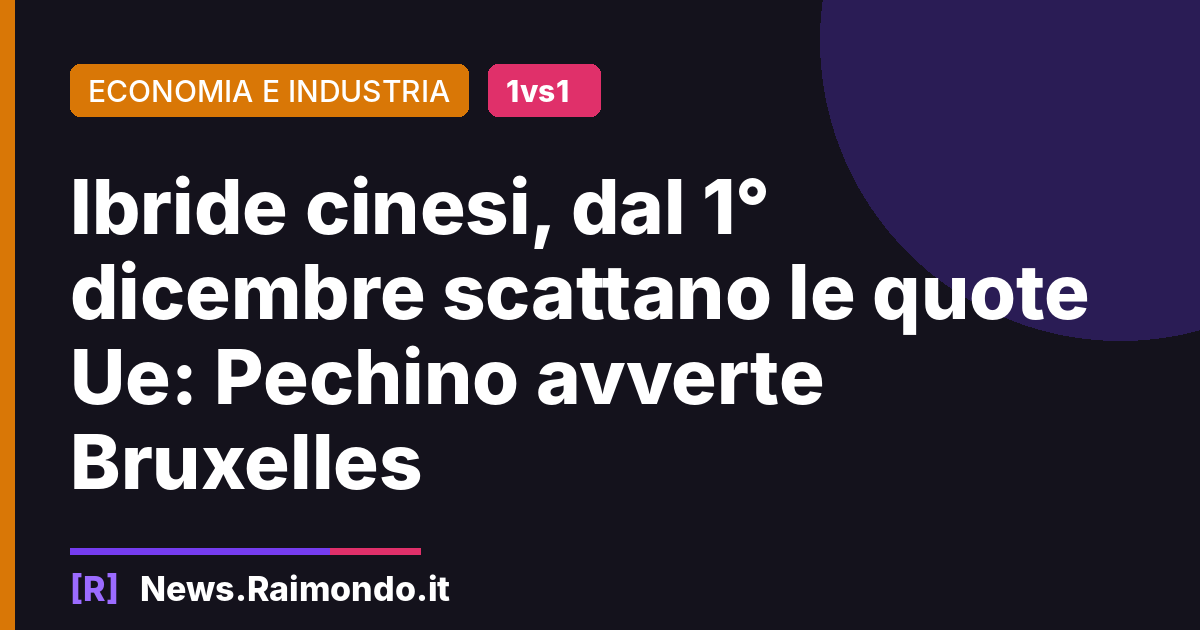 ECONOMIA E INDUSTRIA 1vs1
Ibride cinesi, dal 1°
dicembre scattano le quote
Ue: Pechino avverte
Bruxelles
[R] News.Raimondo.it